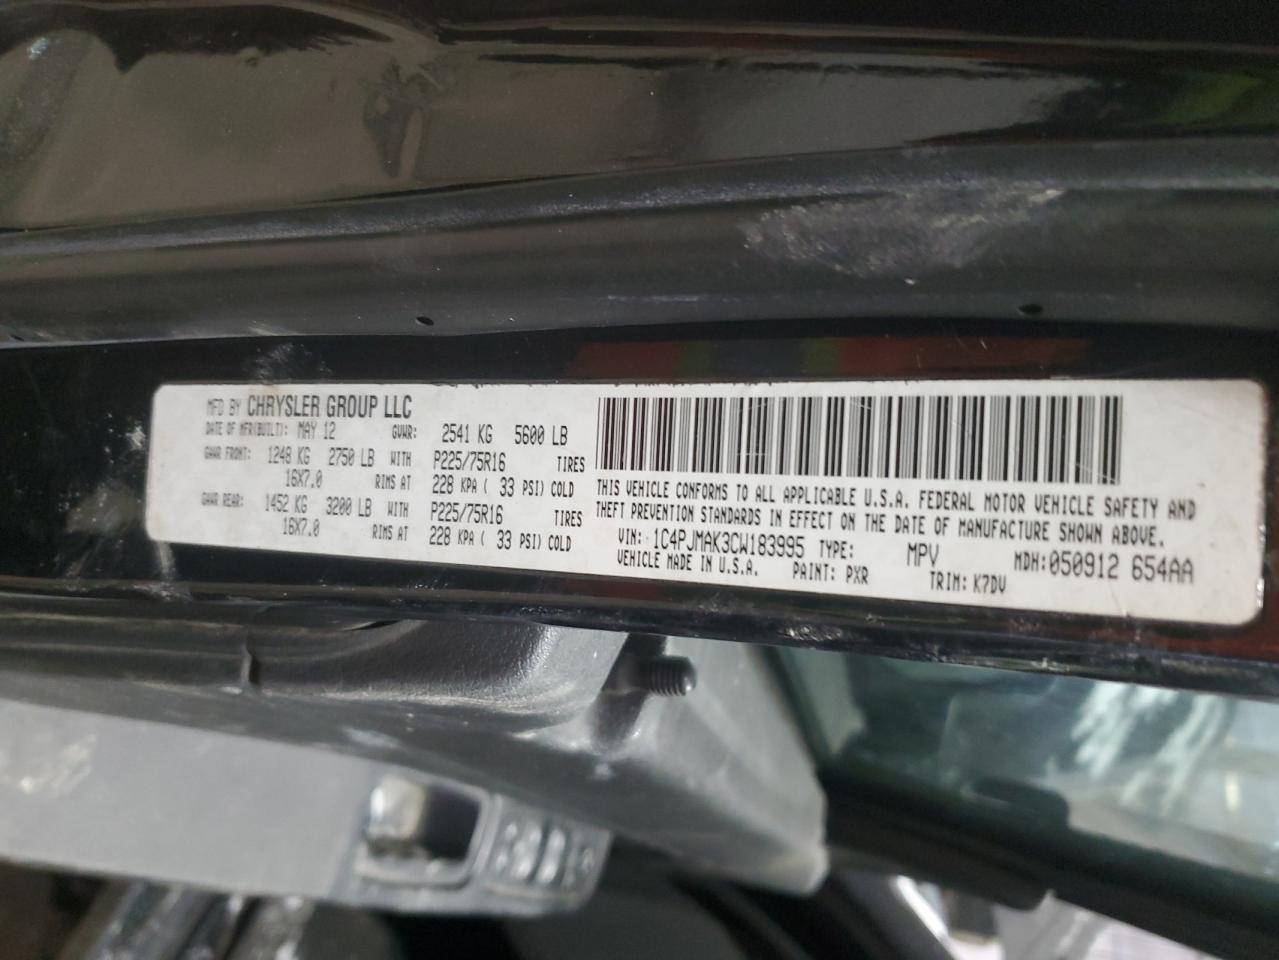 MFD BY CHRYSLER GROUP LLC
DATE OF MFR(BUILT): MAY 12 GVWR: 2541 KG 5600 LB
GAWR FRONT: 1248 KG 2750 LB WITH P225/75R16 TIRES
16X7.0 RIMS AT 228 KPA ( 33 PSI) COLD
GAWR REAR: 1452 KG 3200 LB WITH P225/75R16 TIRES
16X7.0 RIMS AT 228 KPA ( 33 PSI) COLD
THIS VEHICLE CONFORMS TO ALL APPLICABLE U.S.A. FEDERAL MOTOR VEHICLE SAFETY AND
THEFT PREVENTION STANDARDS IN EFFECT ON THE DATE OF MANUFACTURE SHOWN ABOVE.
VIN: 1C4PJMAK3CW183995 TYPE: MPV MDH:050912 654AA
VEHICLE MADE IN U.S.A. PAINT: PXR TRIM: K7DV